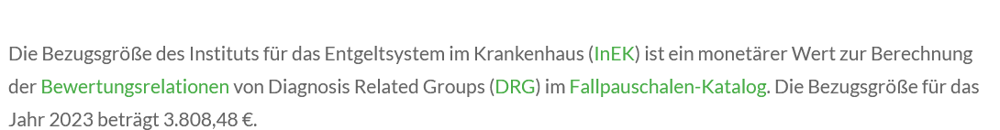 Die Bezugsgröße des Instituts für das Entgeltsystem im Krankenhaus (InEK) ist ein monetärer Wert zur Berechnung
der Bewertungsrelationen von Diagnosis Related Groups (DRG) im Fallpauschalen-Katalog. Die Bezugsgröße für das
Jahr 2023 beträgt 3.808,48 €.